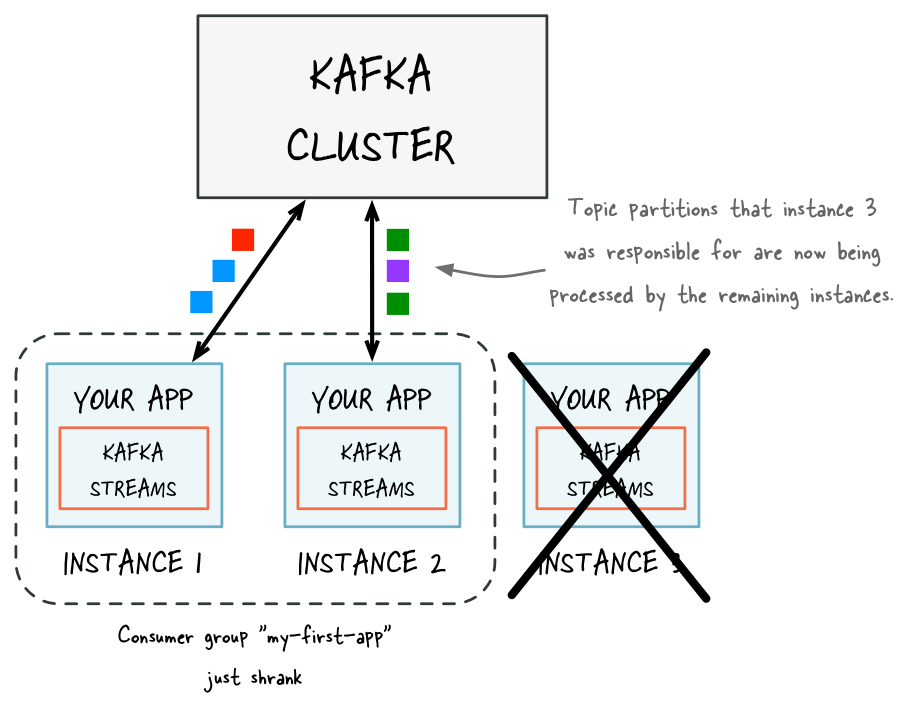 KAFKA
CLUSTER
Topic partitions that instance 3
was responsible for are now being
processed by the remaining instances.
YOUR APP
KAFKA
STREAMS
INSTANCE 1
YOUR APP
KAFKA
STREAMS
INSTANCE 2
YOUR APP
KAFKA
STREAMS
INSTANCE 3
Consumer group "my-first-app"
just shrank